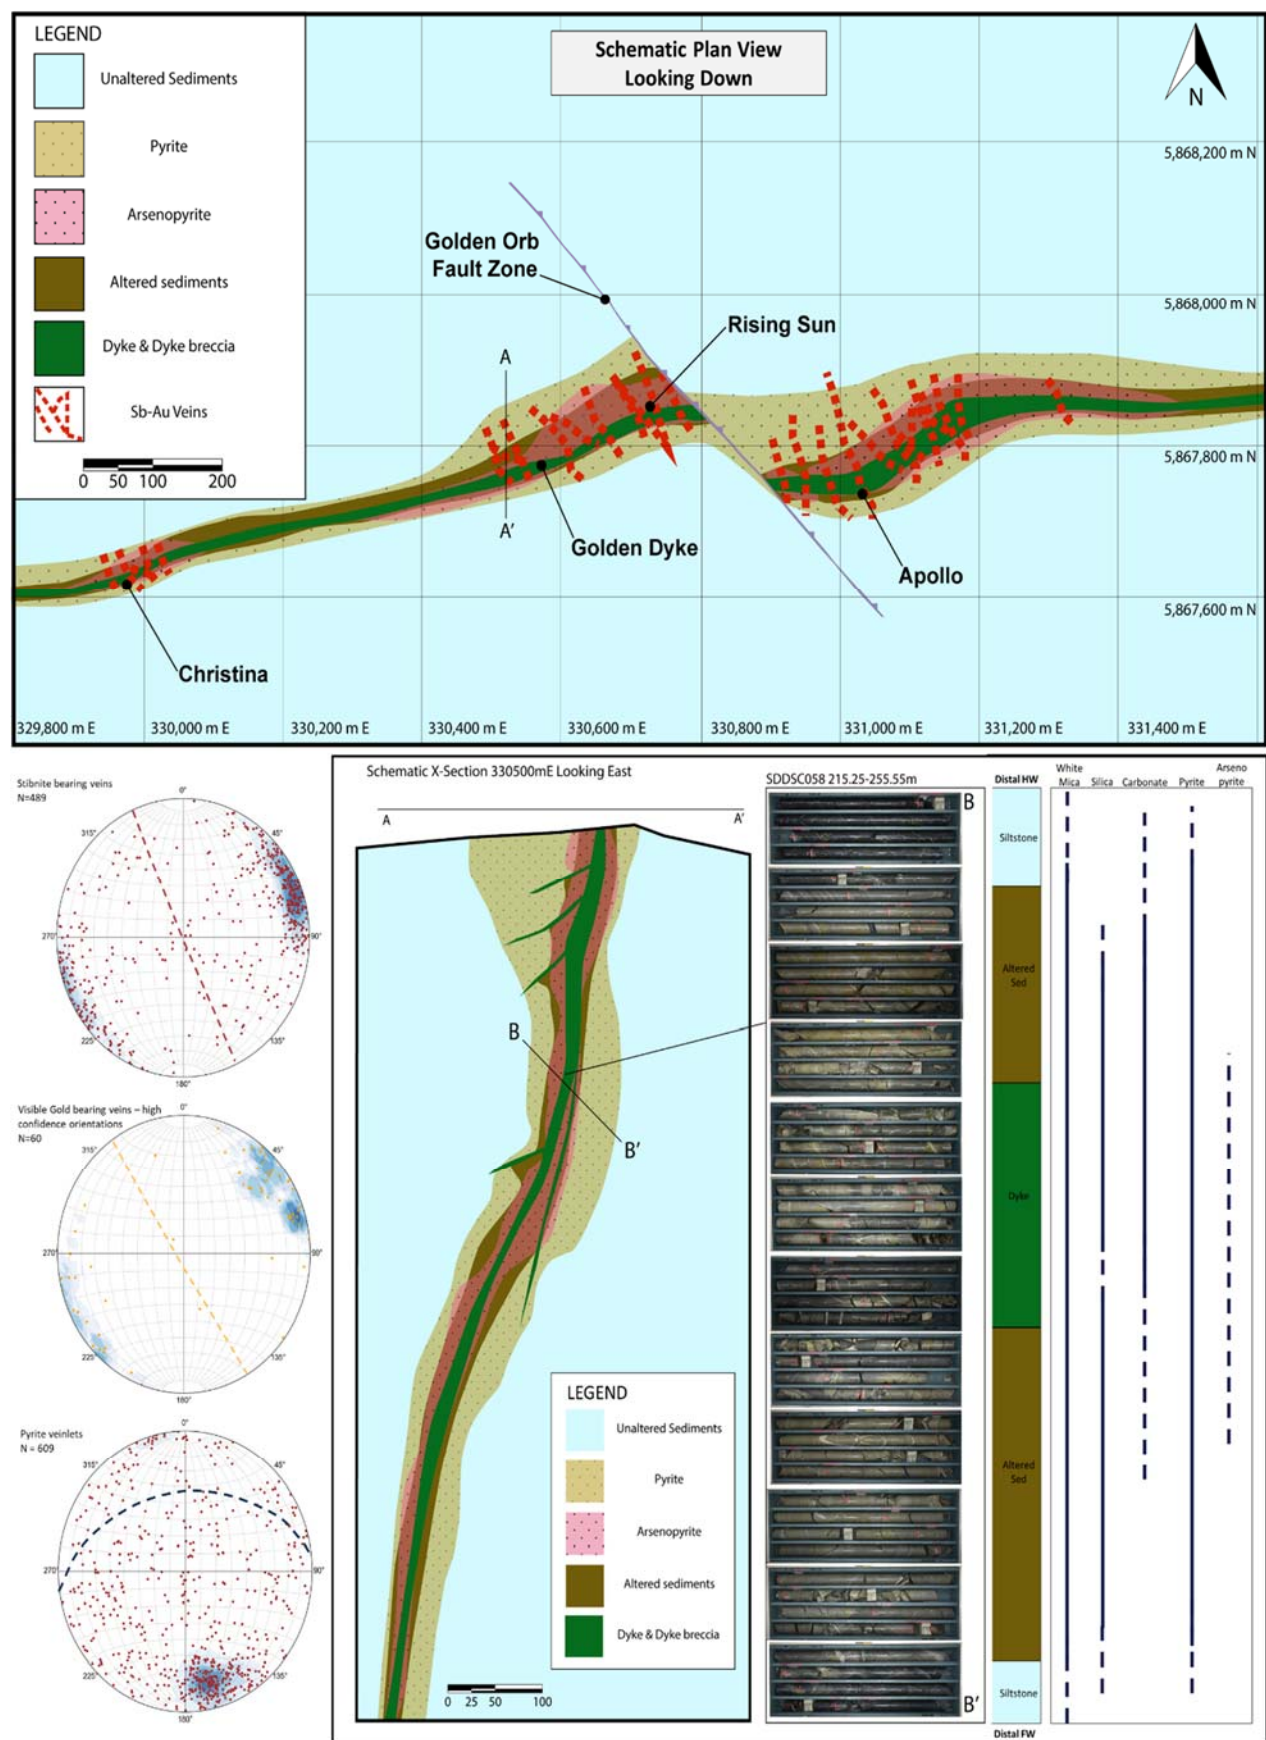 LEGEND
Unaltered Sediments
Pyrite
Arsenopyrite
Altered sediments
Dyke & Dyke breccia
Sb-Au Veins
0 50 100 200
Schematic Plan View
Looking Down
N
5,868,200 m N
5,868,000 m N
5,867,800 m N
5,867,600 m N
Golden Orb
Fault Zone
Rising Sun
A
A'
Golden Dyke
Apollo
Christina
329,800 m E
330,000 m E
330,200 m E
330,400 m E
330,600 m E
330,800 m E
331,000 m E
331,200 m E
331,400 m E
Stibnite bearing veins
N=489
0°
45°
90°
135°
180°
225°
270°
315°
Visible Gold bearing veins – high
confidence orientations
N=60
0°
45°
90°
135°
180°
225°
270°
315°
Pyrite veinlets
N = 609
0°
45°
90°
135°
180°
225°
270°
315°
Schematic X-Section 330500mE Looking East
A
A'
B
B'
LEGEND
Unaltered Sediments
Pyrite
Arsenopyrite
Altered sediments
Dyke & Dyke breccia
0 25 50 100
SDDSC058 215.25-255.55m
B
B'
Distal HW
Siltstone
Altered
Sed
Dyke
Altered
Sed
Siltstone
Distal FW
White
Mica
Silica
Carbonate
Pyrite
Arseno
pyrite